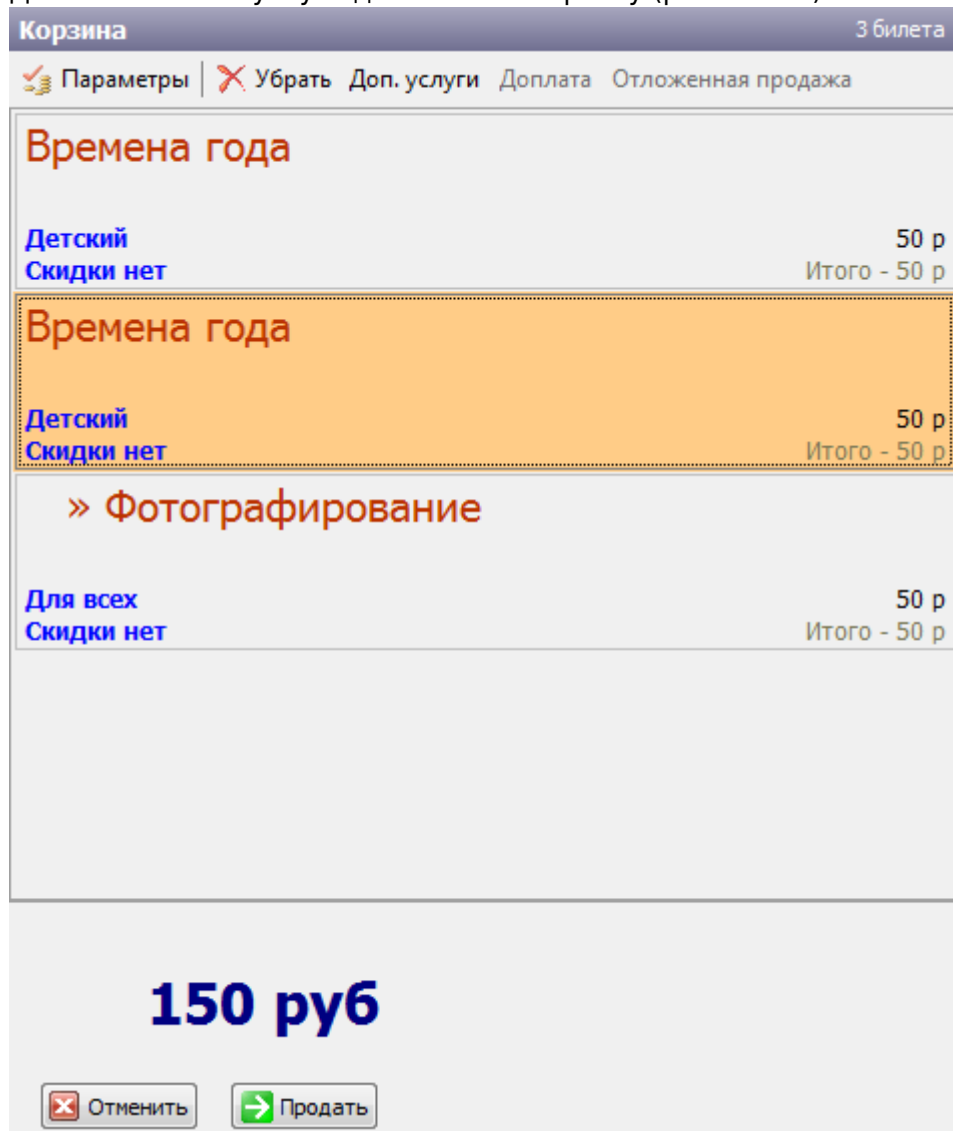 Корзина 3 билета
Параметры Убрать Доп. услуги Доплата Отложенная продажа
Времена года
Детский 50 р
Скидки нет Итого - 50 р
Времена года
Детский 50 р
Скидки нет Итого - 50 р
» Фотографирование
Для всех 50 р
Скидки нет Итого - 50 р
150 руб
Отменить Продать